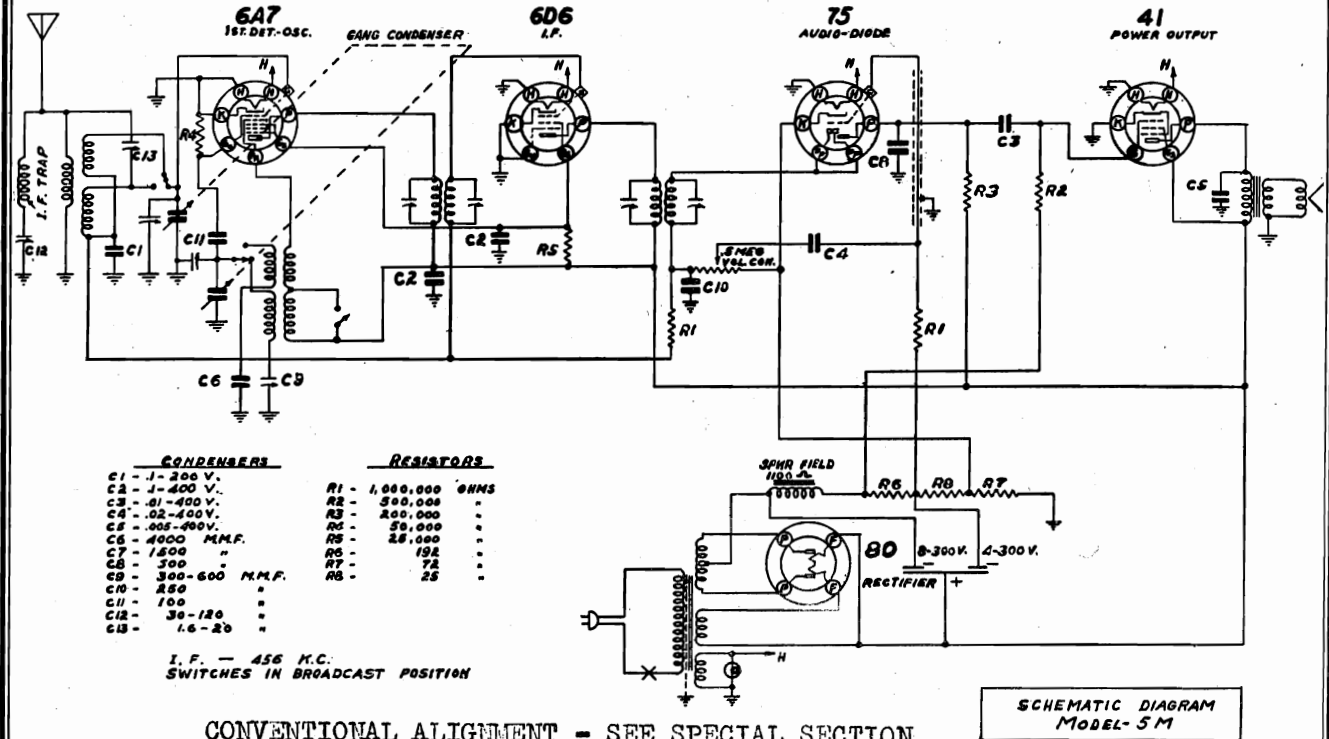 6A7
1ST. DET.-OSC.
GANG CONDENSER
6D6
I.F.
75
AUDIO-DIODE
41
POWER OUTPUT
H
H
H
H
H
H
G
H
H
G
H
H
G
H
H
K
P
K
P
K
P
K
P
R4
C13
I.F. TRAP
C12
C1
C11
C2
C2
R5
C8
C3
R3
R2
C5
C4
.5 MEG
VOL. CON.
C10
R1
R1
C6
C9
CONDENSERS
C1 - .1-200 V.
C2 - .1-400 V.
C3 - .01-400 V.
C4 - .02-400 V.
C5 - .005-400 V.
C6 - 4000 M.M.F.
C7 - 1500 "
C8 - 500 "
C9 - 300-600 M.M.F.
C10 - 250 "
C11 - 100 "
C12 - 30-120 "
C13 - 1.6-20 "
RESISTORS
R1 - 1,000,000 OHMS
R2 - 500,000 "
R3 - 200,000 "
R4 - 50,000 "
R5 - 25,000 "
R6 - 192 "
R7 - 72 "
R8 - 25 "
SPKR FIELD
1100 Ω
R6
R8
R7
P
F
P
F
80
RECTIFIER
8-300V.
4-300V.
-
-
+
H
I.F. — 456 K.C.
SWITCHES IN BROADCAST POSITION
CONVENTIONAL ALIGNMENT - SEE SPECIAL SECTION
SCHEMATIC DIAGRAM
MODEL-5M